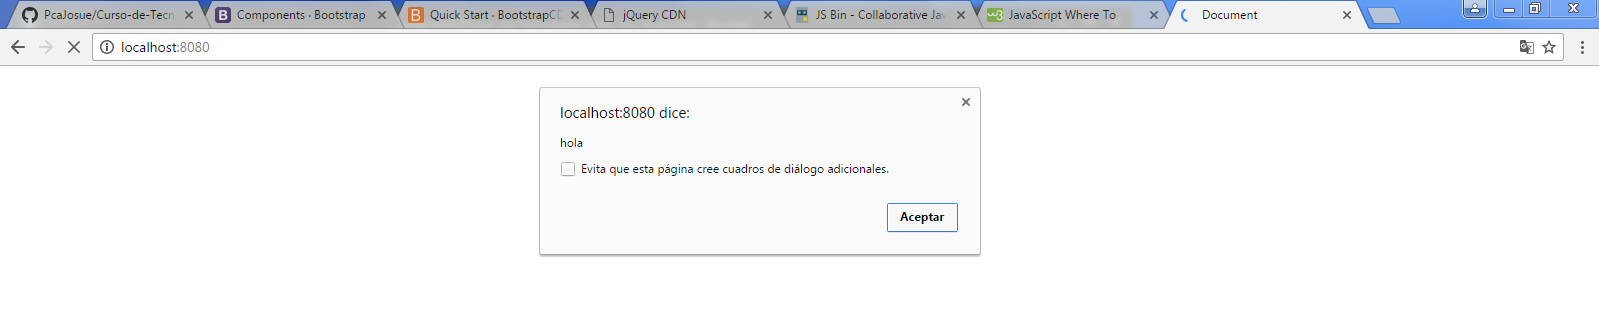 PcaJosue/Curso-de-Tecn
Components · Bootstrap
Quick Start · BootstrapCD
jQuery CDN
JS Bin - Collaborative Jav
JavaScript Where To
Document
localhost:8080
localhost:8080 dice:
hola
Evita que esta página cree cuadros de diálogo adicionales.
Aceptar